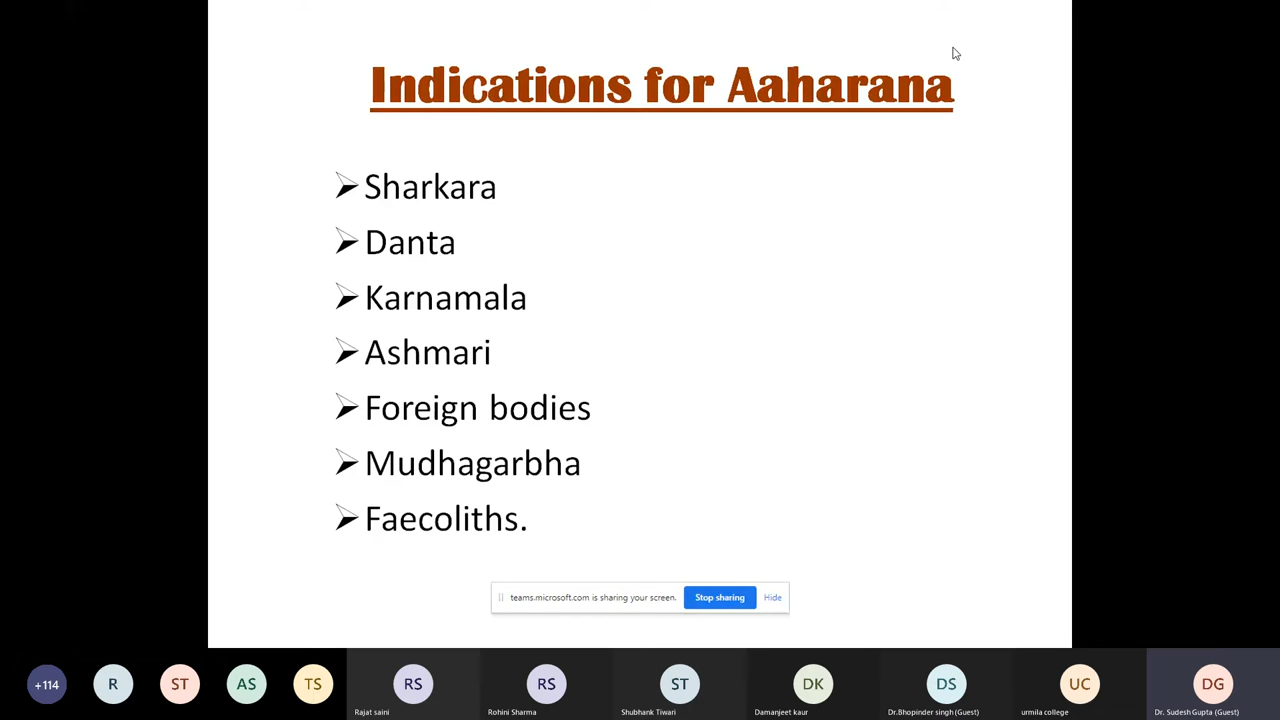 Indications for Aaharana
Sharkara
Danta
Karnamala
Ashmari
Foreign bodies
Mudhagarbha
Faecoliths.
teams.microsoft.com is sharing your screen. Stop sharing Hide
+114 R ST AS TS RS RS ST DK DS UC DG
Rajat saini Rohini Sharma Shubhank Tiwari Damanjeet kaur Dr.Bhopinder singh (Guest) urmila college Dr. Sudesh Gupta (Guest)